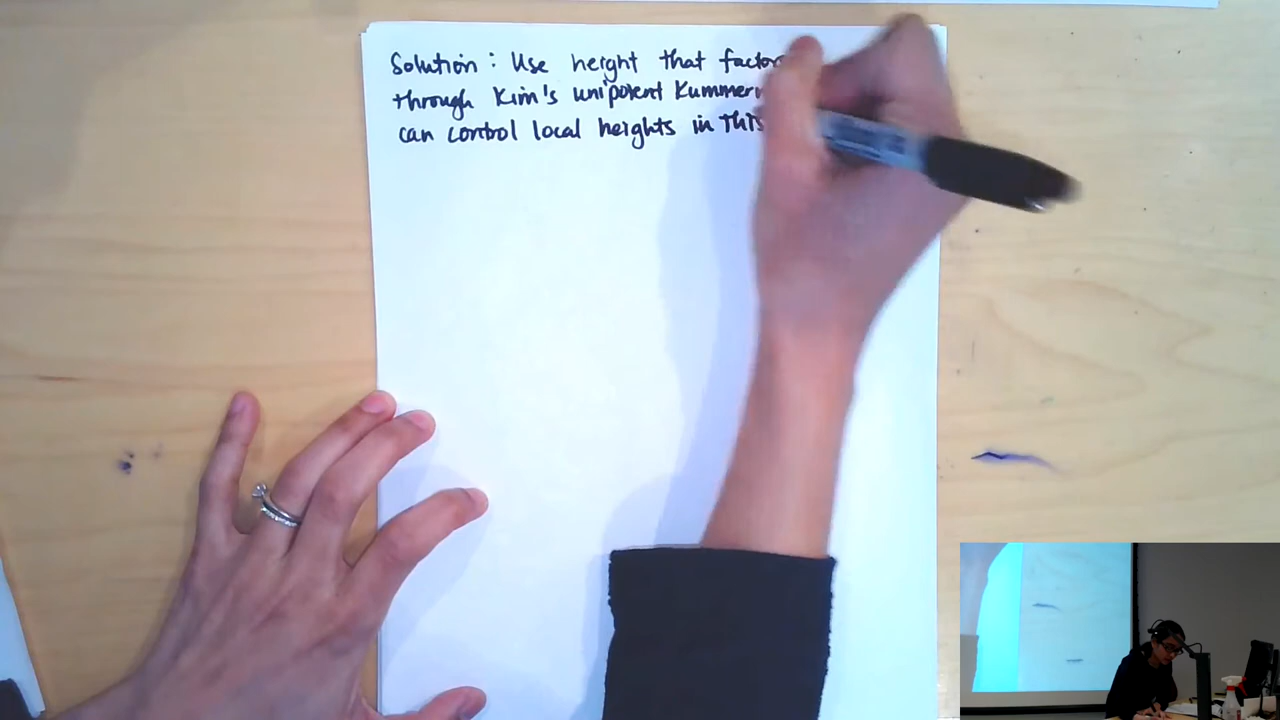 Solution : Use height that factors
through Kim's unipotent Kummer
can control local heights in this